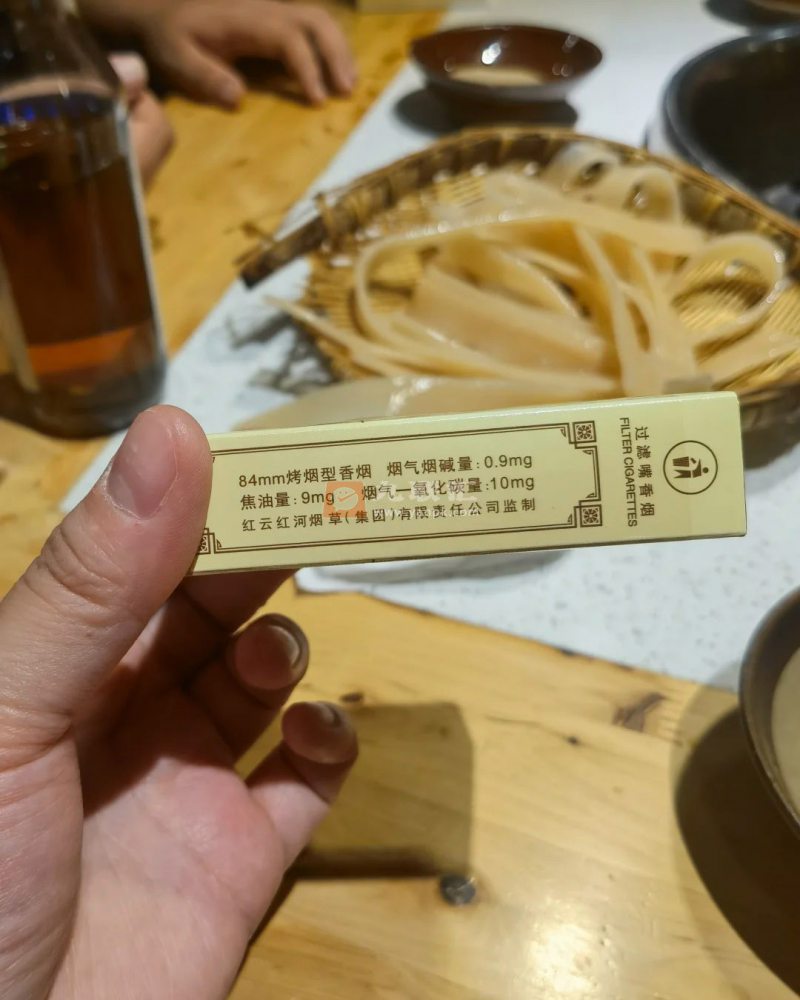 84mm烤烟型香烟 烟气烟碱量:0.9mg
焦油量:9mg 烟气一氧化碳量:10mg
红云红河烟草(集团)有限责任公司监制
过滤嘴香烟
FILTER CIGARETTES